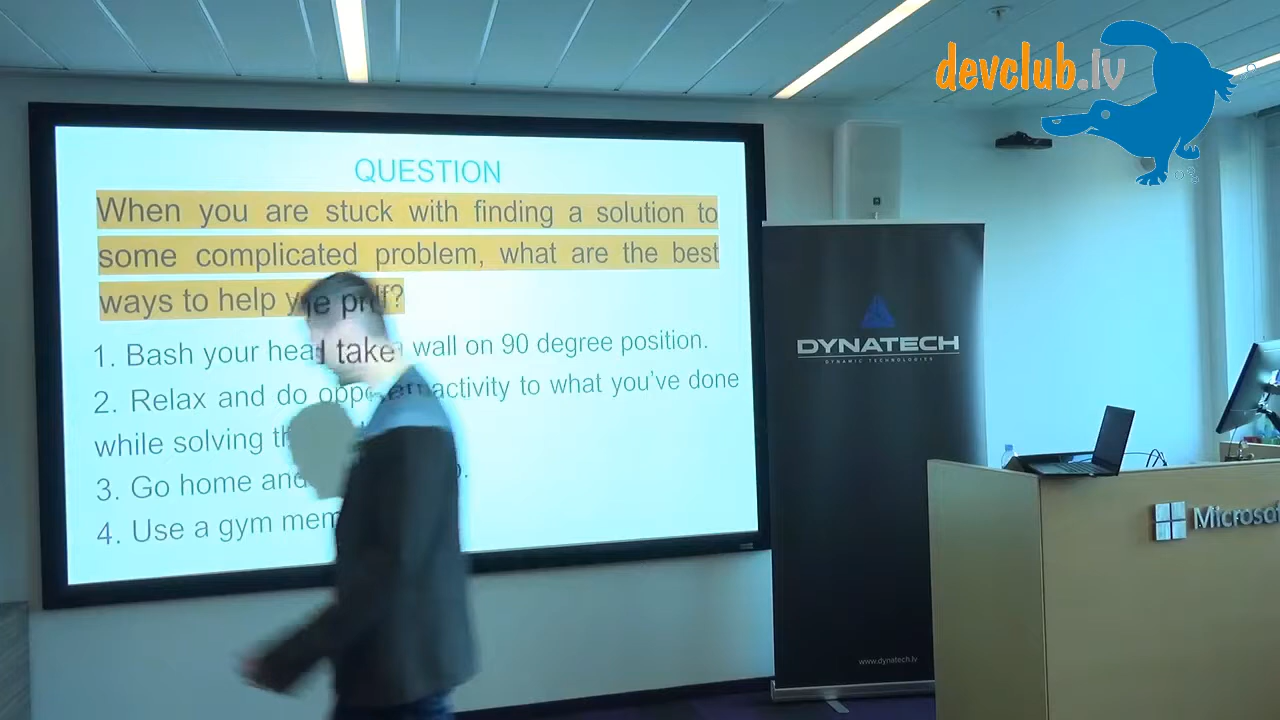 devclub.lv
QUESTION
When you are stuck with finding a solution to
some complicated problem, what are the best
ways to help
1. Bash your wall on 90 degree position.
2. Relax and do activity to what you've done
while solving
3. Go home and
4. Use a gym
DYNATECH
DYNAMIC TECHNOLOGIES
www.dynatech.lv
Microsoft